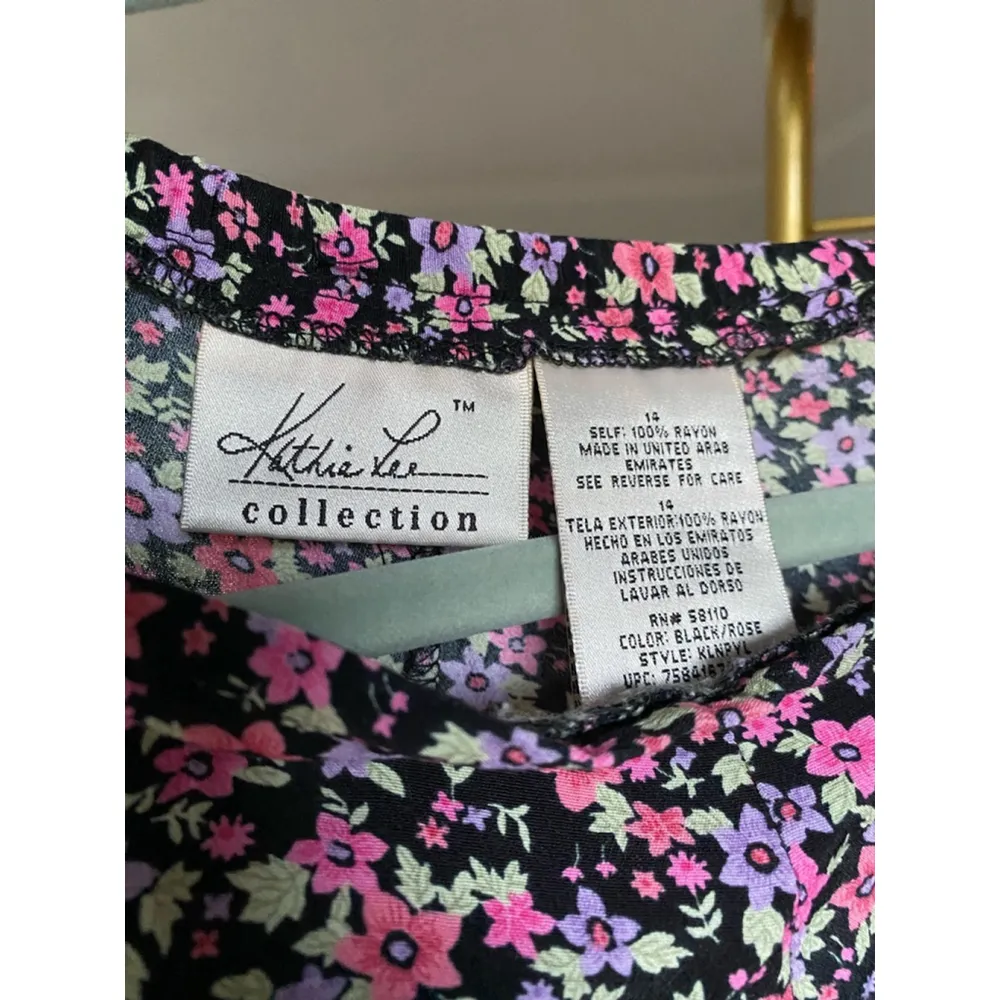 Kathie Lee™
collection
14
SELF: 100% RAYON
MADE IN UNITED ARAB
EMIRATES
SEE REVERSE FOR CARE
14
TELA EXTERIOR:100% RAYON
HECHO EN LOS EMIRATOS
ARABES UNIDOS
INSTRUCCIONES DE
LAVAR AL DORSO
RN# 58110
COLOR: BLACK/ROSE
STYLE: KLNPYL
UPC: